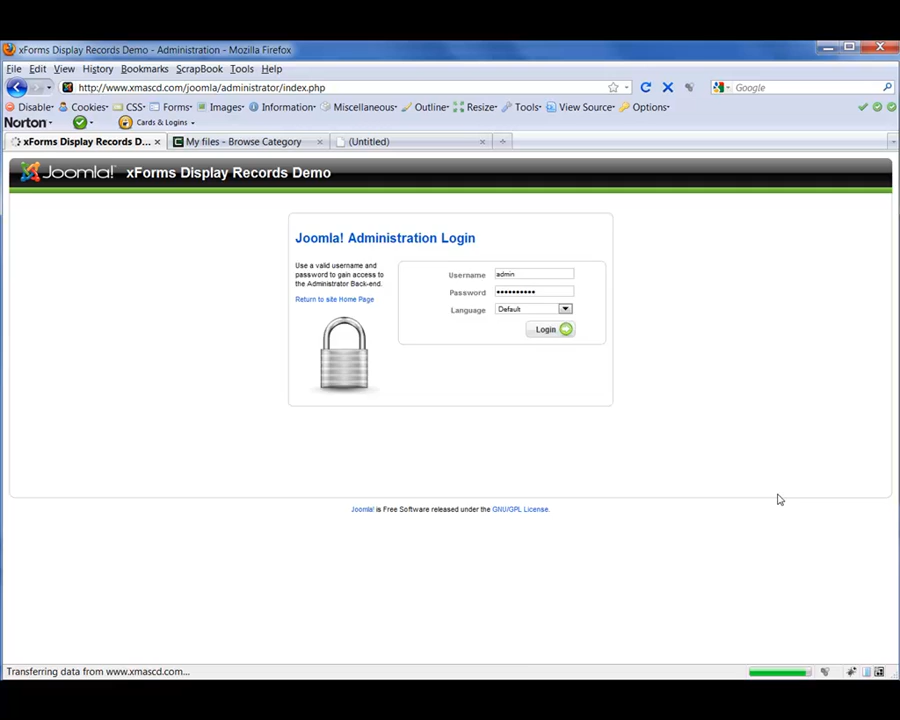 xForms Display Records Demo - Administration - Mozilla Firefox
File Edit View History Bookmarks ScrapBook Tools Help
http://www.xmascd.com/joomla/administrator/index.php Google
Disable Cookies CSS Forms Images Information Miscellaneous Outline Resize Tools View Source Options
Norton Cards & Logins
xForms Display Records D... My files - Browse Category (Untitled)
Joomla! xForms Display Records Demo
Joomla! Administration Login
Use a valid username and
password to gain access to
the Administrator Back-end.
Return to site Home Page
Username admin
Password ••••••••••
Language Default
Login
Joomla! is Free Software released under the GNU/GPL License.
Transferring data from www.xmascd.com...